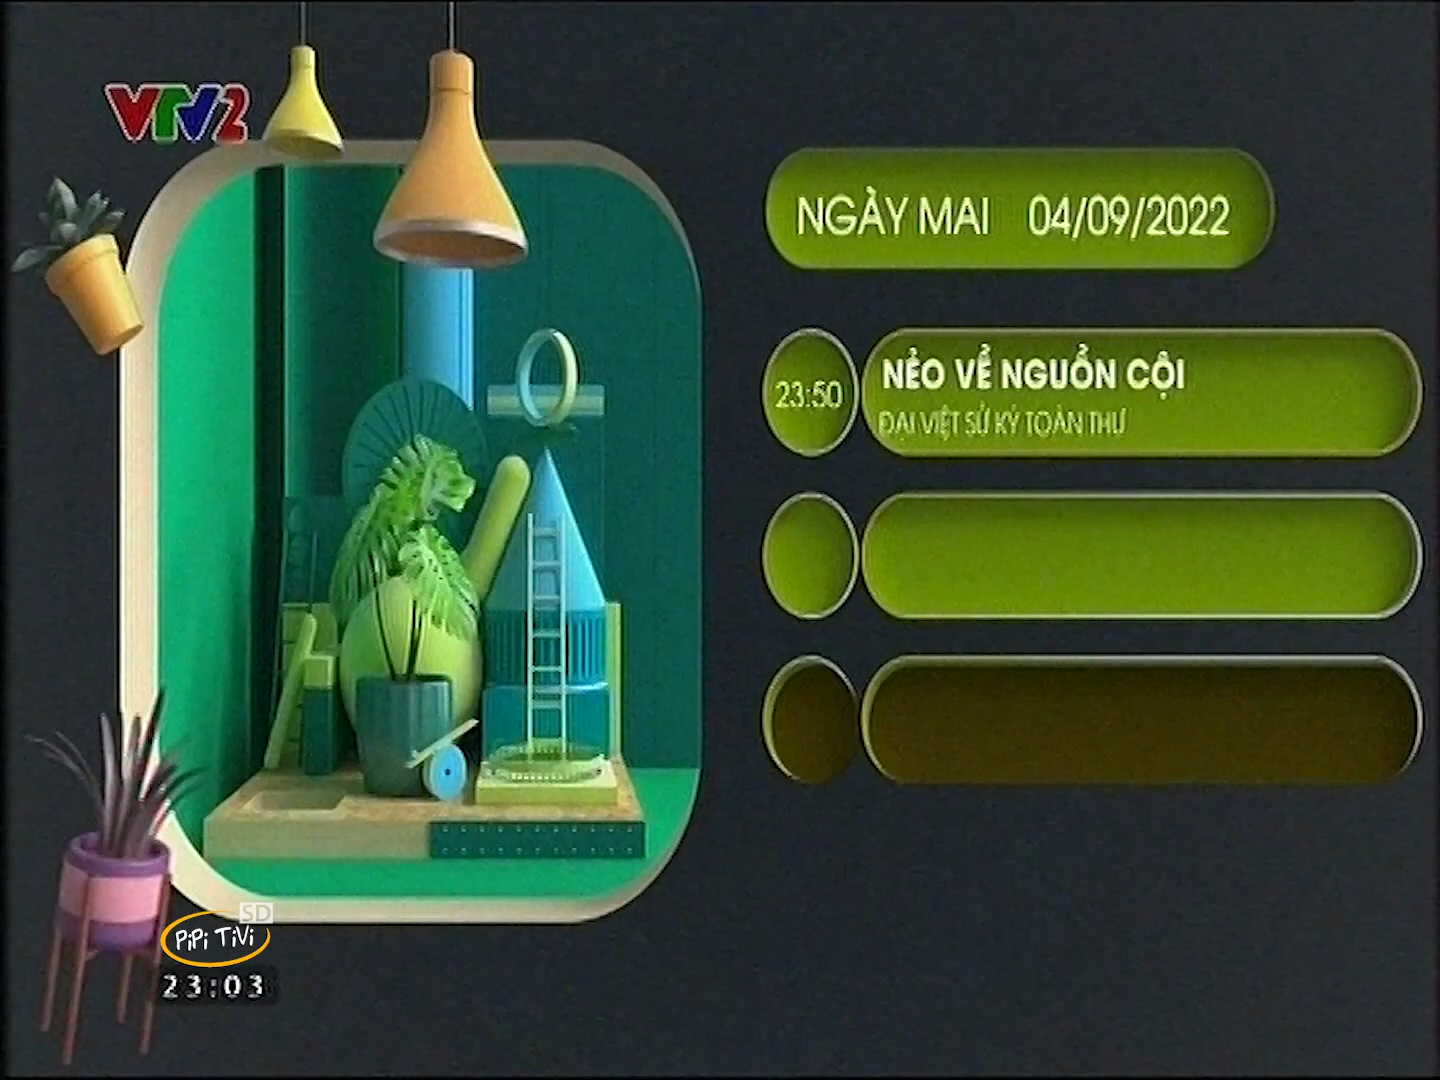 VTV2
NGÀY MAI 04/09/2022
23:50
NẺO VỀ NGUỒN CỘI
ĐẠI VIỆT SỬ KÝ TOÀN THƯ
SD
PiPi TiVi
23:03